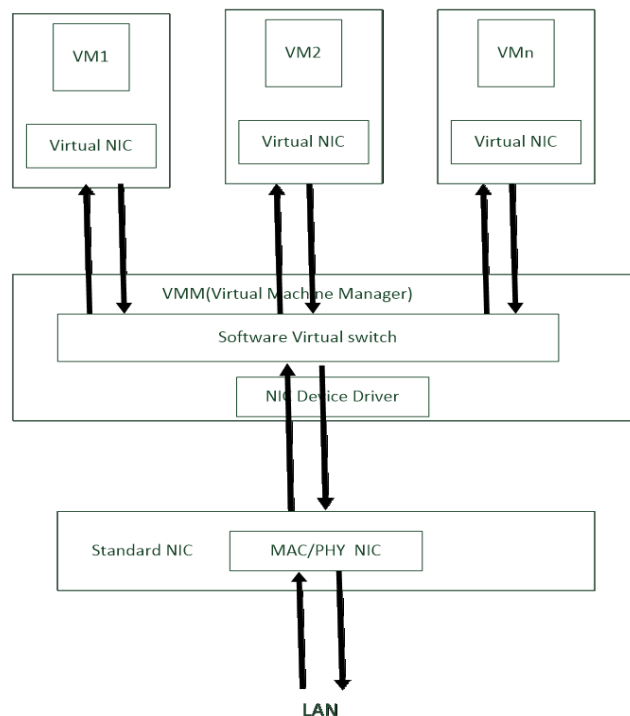 VM1
VM2
VMn
Virtual NIC
Virtual NIC
Virtual NIC
VMM(Virtual Machine Manager)
Software Virtual switch
NIC Device Driver
Standard NIC
MAC/PHY NIC
LAN